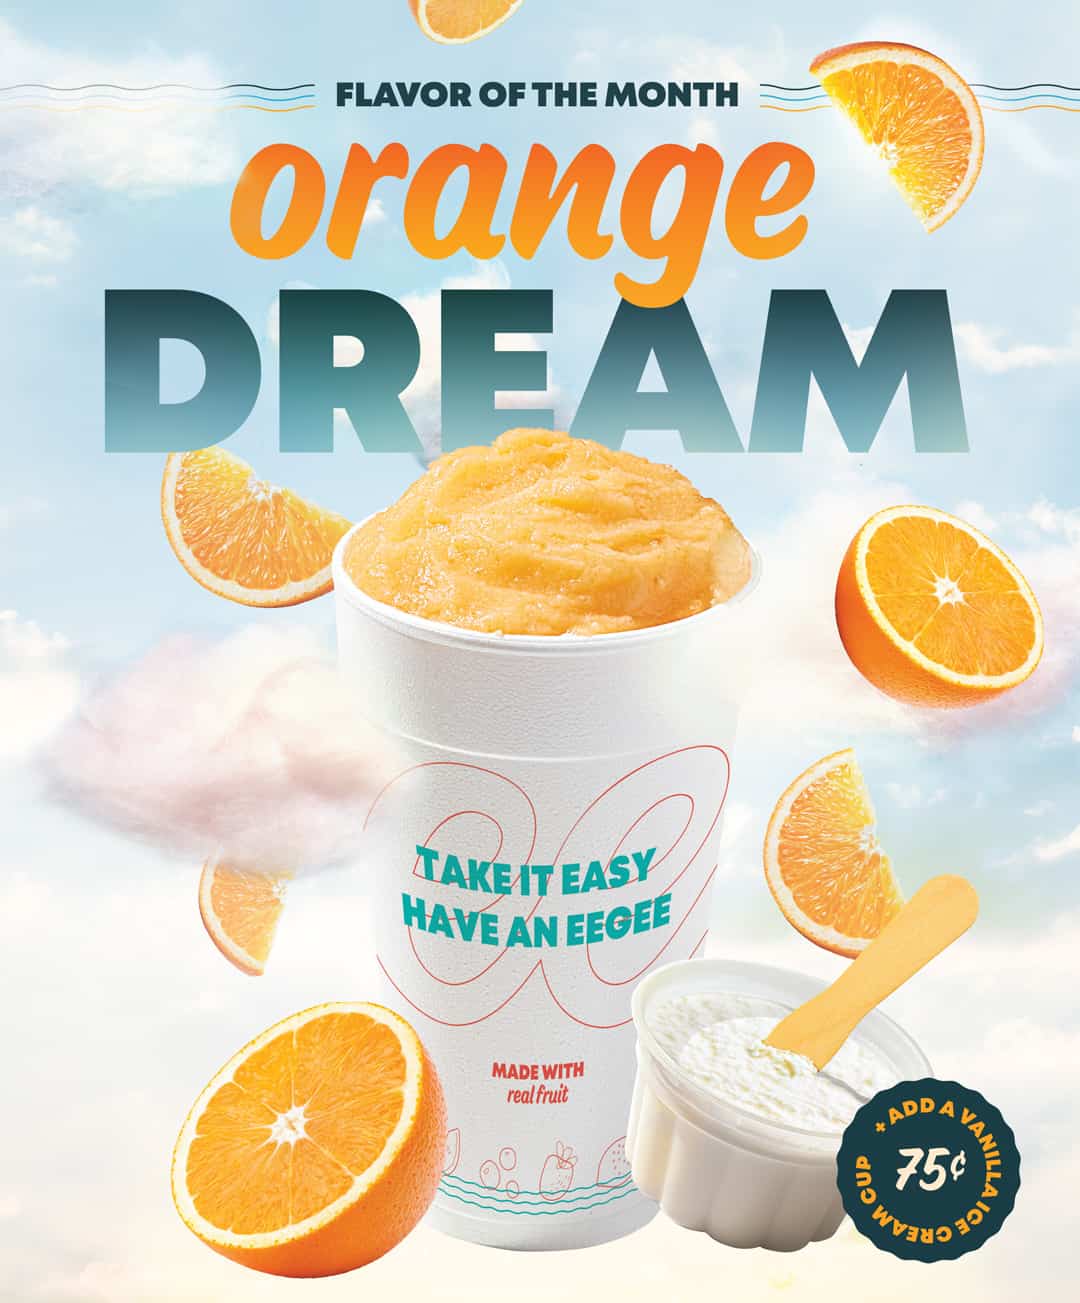 FLAVOR OF THE MONTH
orange
DREAM
TAKE IT EASY
HAVE AN EEGEE
MADE WITH
real fruit
+ ADD A VANILLA ICE CREAM CUP
75¢